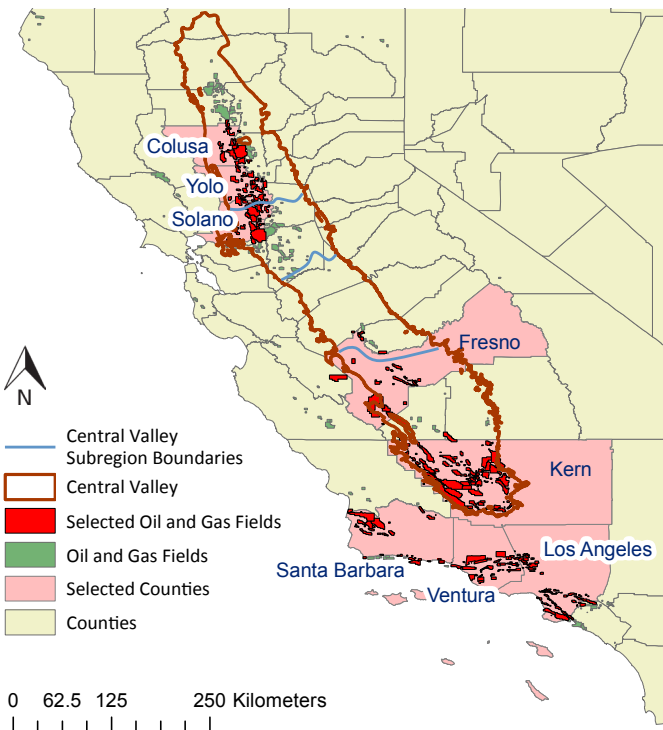 Colusa
Yolo
Solano
Fresno
Kern
Los Angeles
Santa Barbara
Ventura
N
Central Valley
Subregion Boundaries
Central Valley
Selected Oil and Gas Fields
Oil and Gas Fields
Selected Counties
Counties
0 62.5 125 250 Kilometers